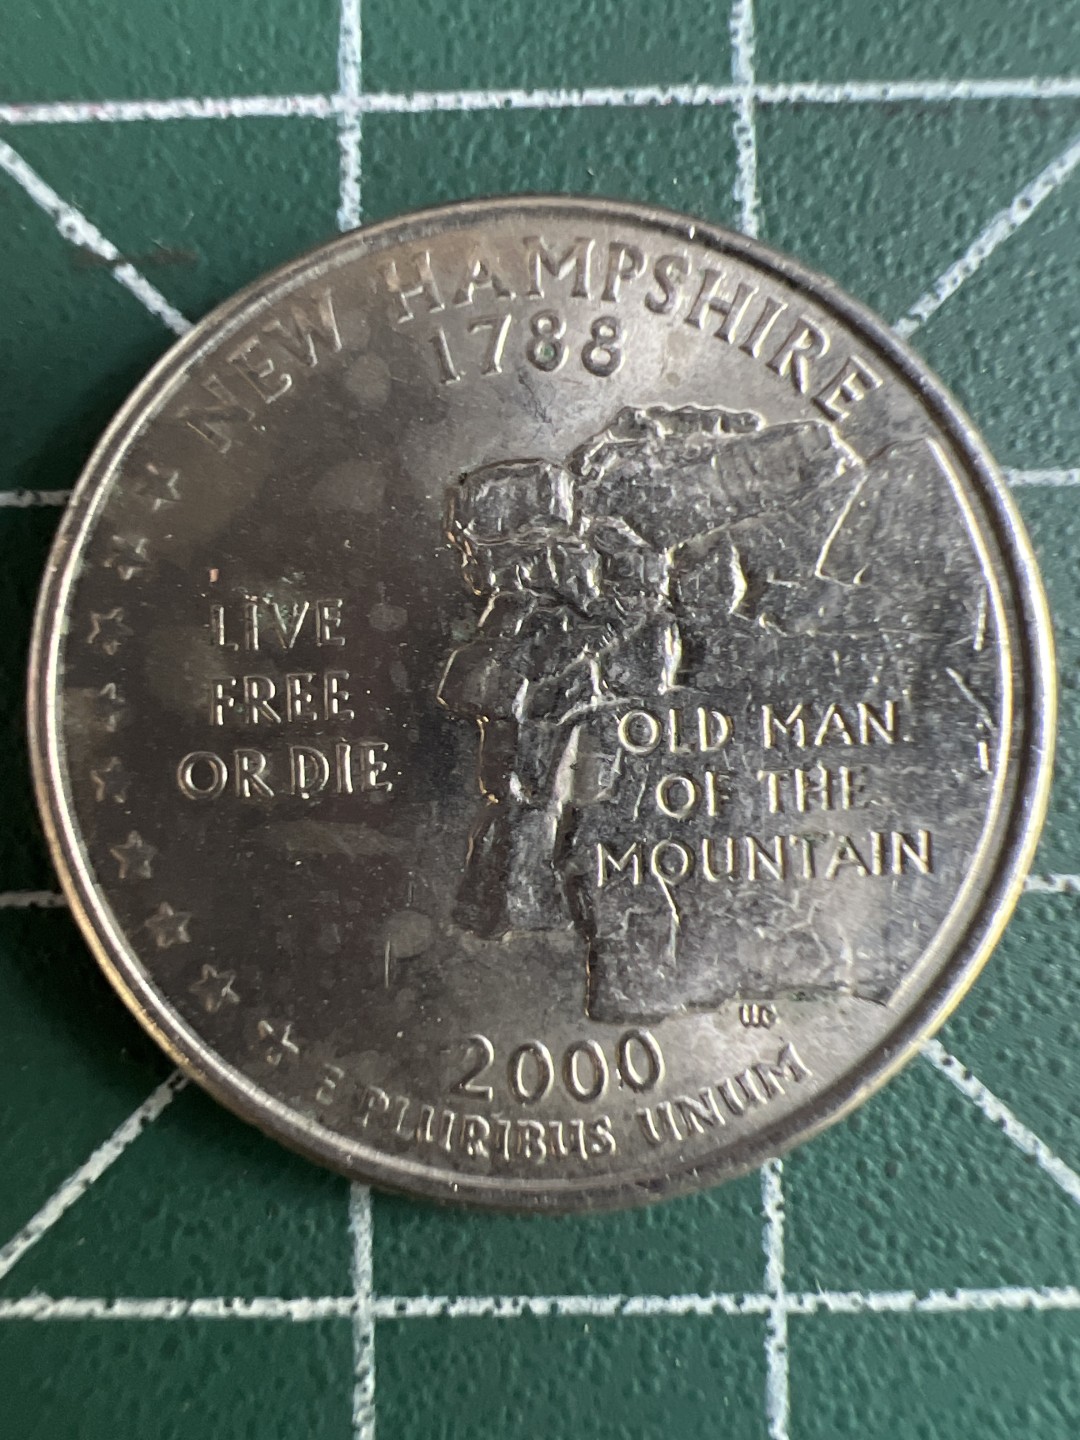 NEW HAMPSHIRE
1788
LIVE
FREE
OR DIE
OLD MAN
OF THE
MOUNTAIN
2000
E PLURIBUS UNUM